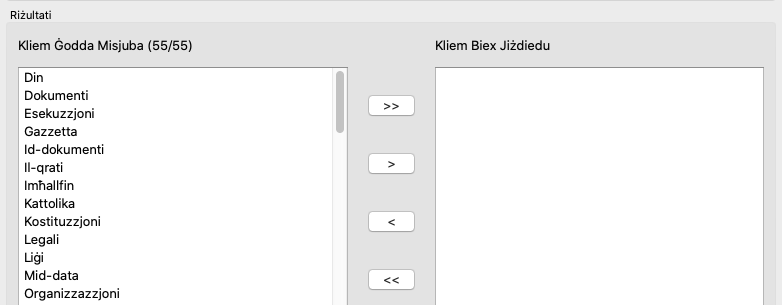 Riżultati
Kliem Ġodda Misjuba (55/55)
Kliem Biex Jiżdiedu
Din
Dokumenti
Esekuzzjoni
Gazzetta
Id-dokumenti
Il-qrati
Imħallfin
Kattolika
Kostituzzjoni
Legali
Liġi
Mid-data
Organizzazzjoni
>>
>
<
<<